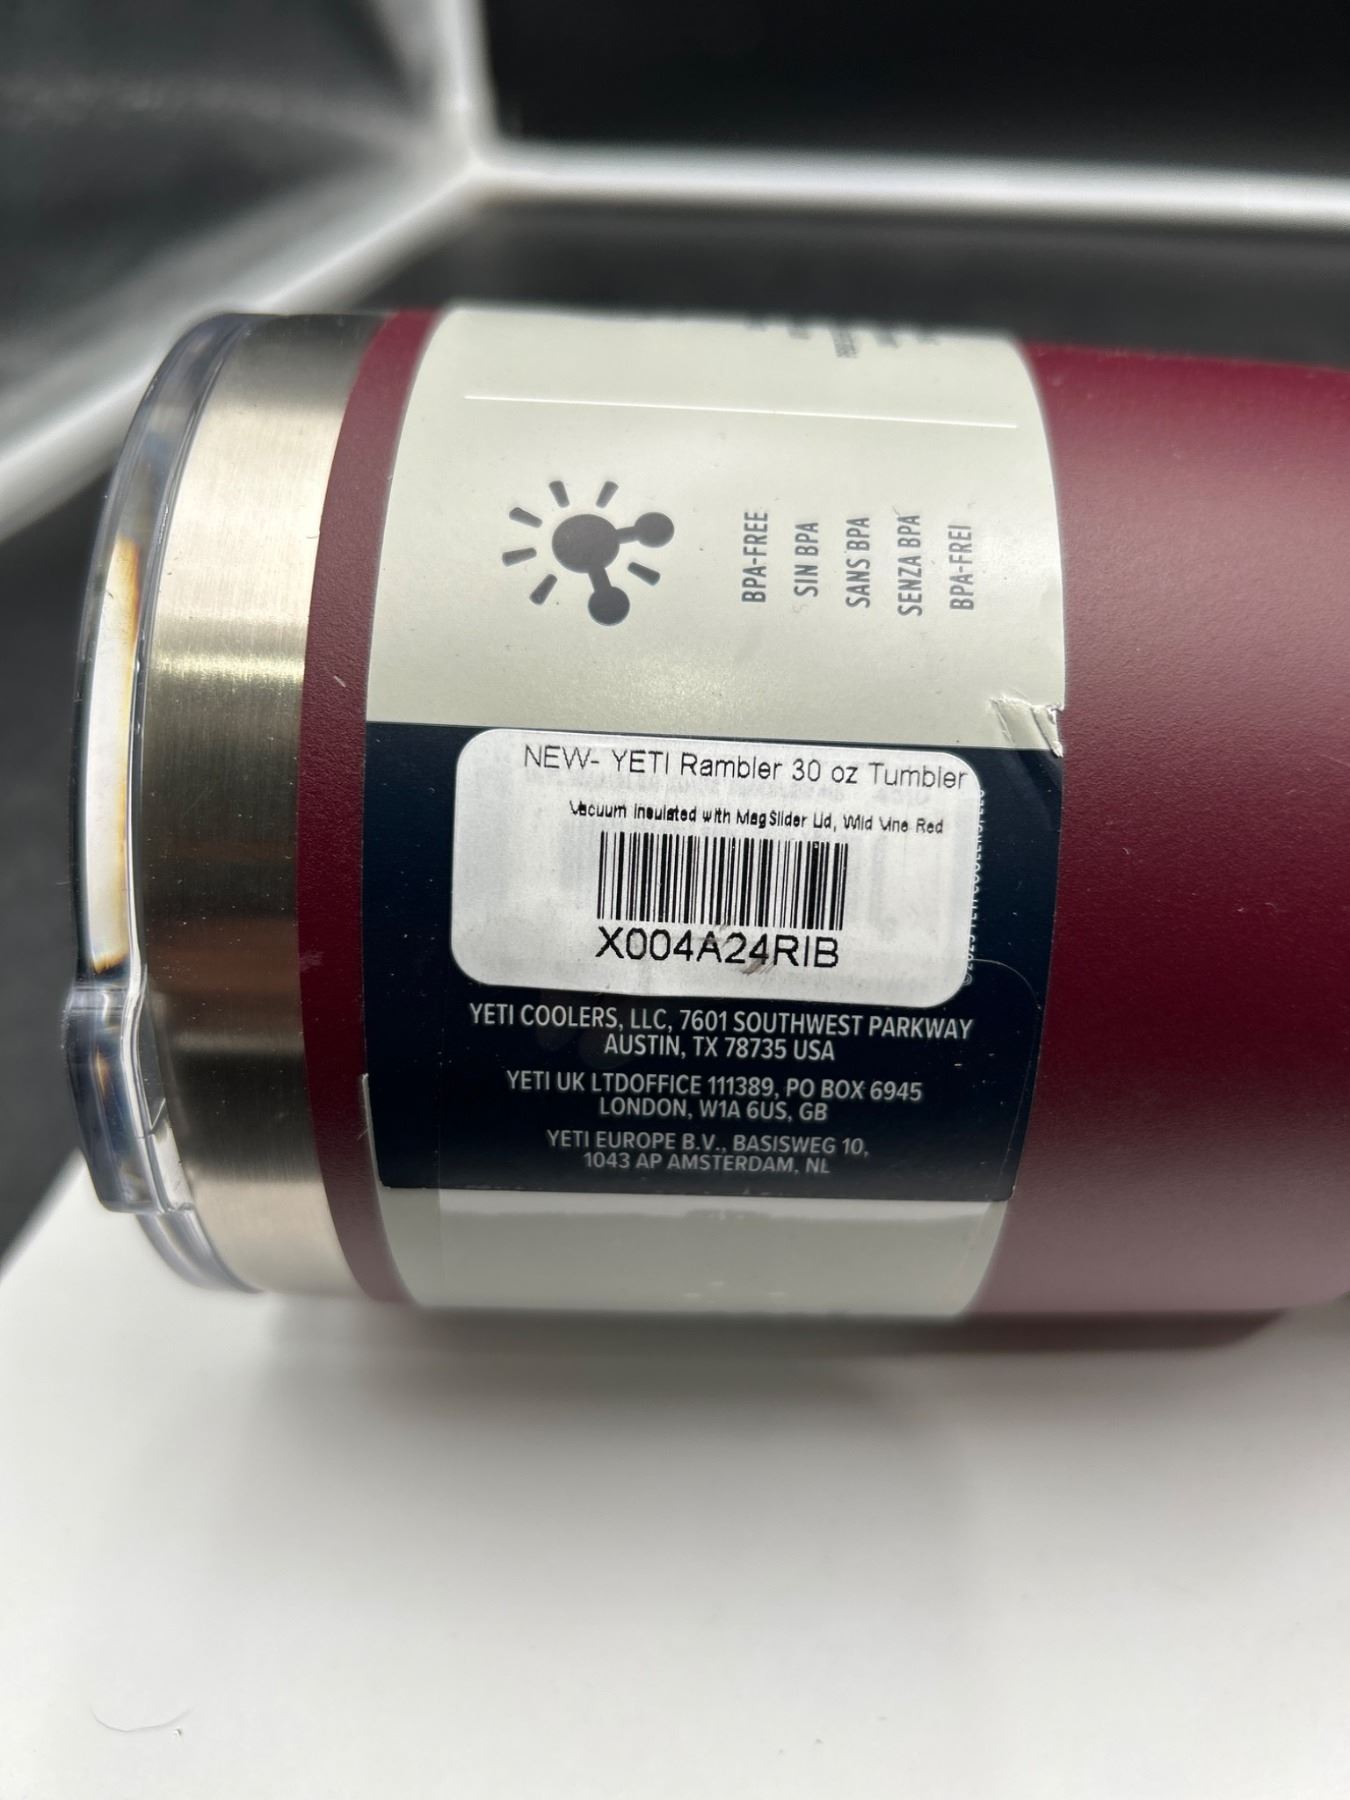 BPA-FREE
SIN BPA
SANS BPA
SENZA BPA
BPA-FREI
NEW- YETI Rambler 30 oz Tumbler
Vacuum Insulated with MagSlider Lid, Wild Vine Red
X004A24RIB
YETI COOLERS, LLC, 7601 SOUTHWEST PARKWAY
AUSTIN, TX 78735 USA
YETI UK LTDOFFICE 111389, PO BOX 6945
LONDON, W1A 6US, GB
YETI EUROPE B.V., BASISWEG 10,
1043 AP AMSTERDAM, NL